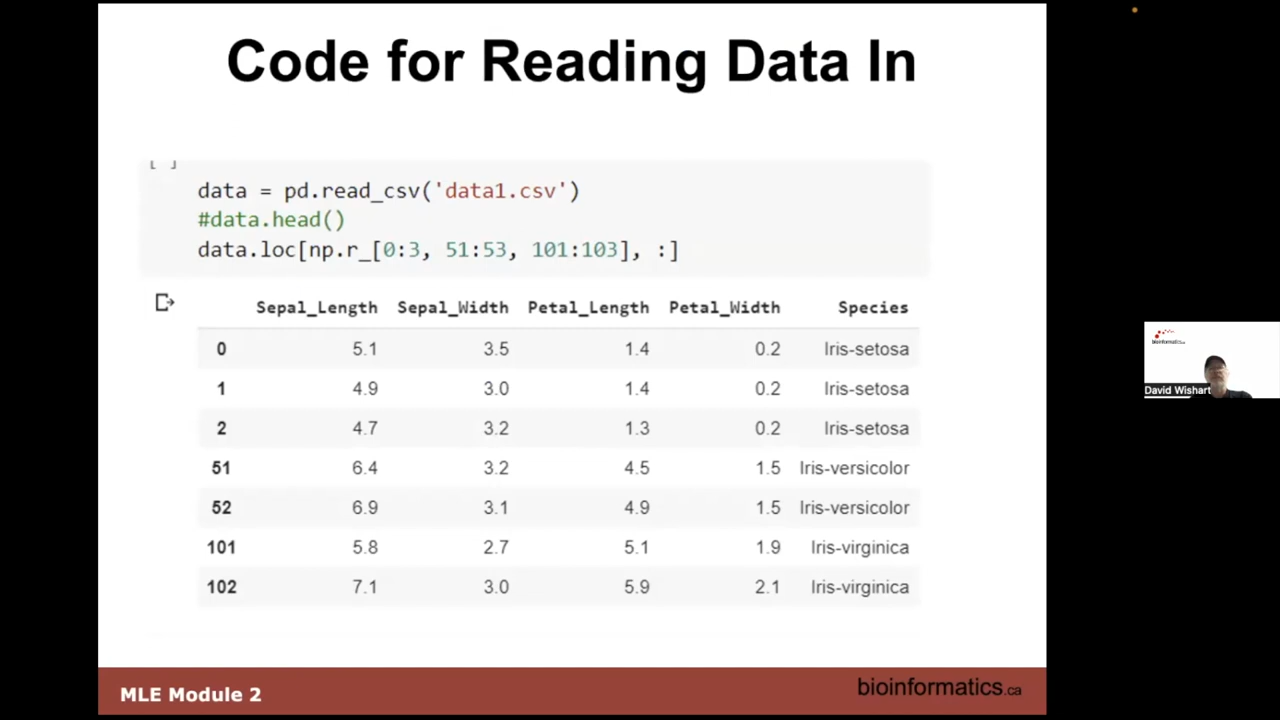 Code for Reading Data In
[ ]
data = pd.read_csv('data1.csv')
#data.head()
data.loc[np.r_[0:3, 51:53, 101:103], :]
Sepal_Length Sepal_Width Petal_Length Petal_Width Species
0 5.1 3.5 1.4 0.2 Iris-setosa
1 4.9 3.0 1.4 0.2 Iris-setosa
2 4.7 3.2 1.3 0.2 Iris-setosa
51 6.4 3.2 4.5 1.5 Iris-versicolor
52 6.9 3.1 4.9 1.5 Iris-versicolor
101 5.8 2.7 5.1 1.9 Iris-virginica
102 7.1 3.0 5.9 2.1 Iris-virginica
MLE Module 2
bioinformatics.ca
bioinformatics.ca
David Wishart